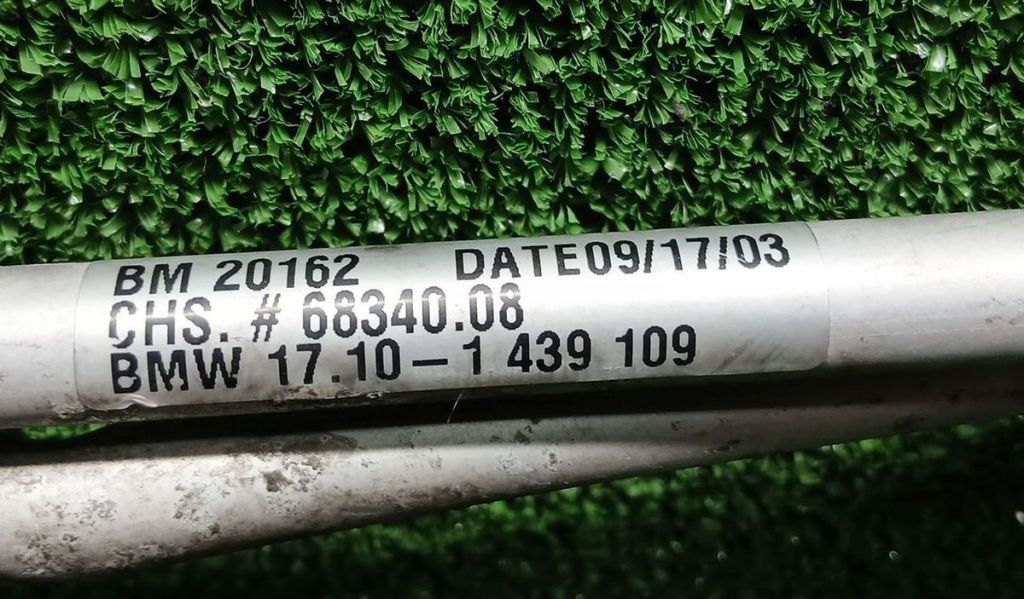 BM 20162 DATE09/17/03
CHS. # 68340.08
BMW 17.10-1 439 109